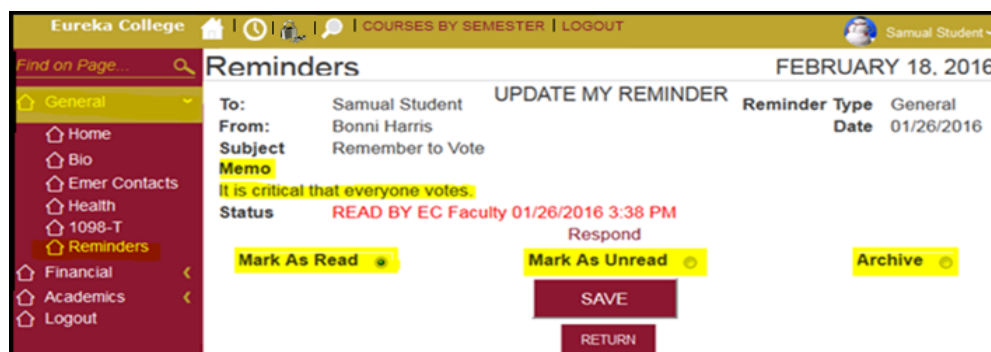 Eureka College | | | | COURSES BY SEMESTER | LOGOUT Samual Student
Find on Page...
Reminders FEBRUARY 18, 2016
General
Home
Bio
Emer Contacts
Health
1098-T
Reminders
Financial
Academics
Logout
UPDATE MY REMINDER
To: Samual Student Reminder Type General
From: Bonni Harris Date 01/26/2016
Subject Remember to Vote
Memo
It is critical that everyone votes.
Status READ BY EC Faculty 01/26/2016 3:38 PM
Respond
Mark As Read Mark As Unread Archive
SAVE
RETURN